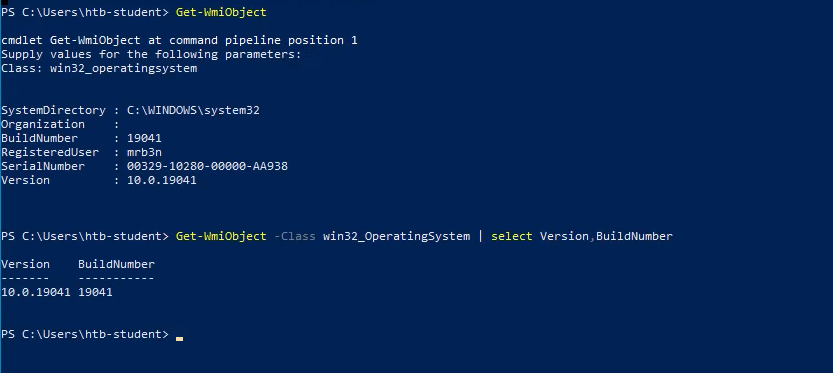 PS C:\Users\htb-student> Get-WmiObject
cmdlet Get-WmiObject at command pipeline position 1
Supply values for the following parameters:
Class: win32_operatingsystem
SystemDirectory : C:\WINDOWS\system32
Organization    :
BuildNumber     : 19041
RegisteredUser  : mrb3n
SerialNumber    : 00329-10280-00000-AA938
Version         : 10.0.19041
PS C:\Users\htb-student> Get-WmiObject -Class win32_OperatingSystem | select Version,BuildNumber
Version    BuildNumber
-------    -----------
10.0.19041 19041
PS C:\Users\htb-student>